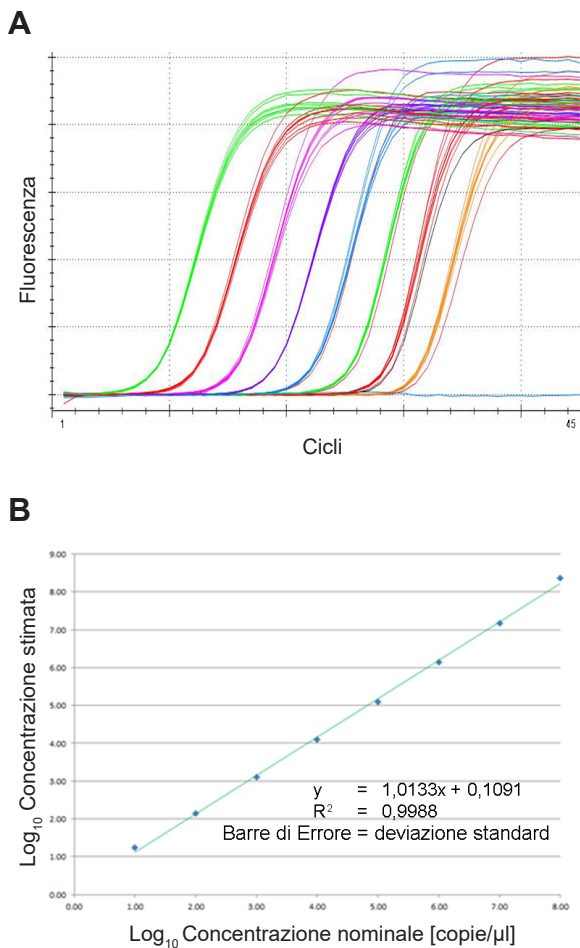 A
Fluorescenza
1
45
Cicli
B
Log10 Concentrazione stimata
9.00
8.00
7.00
6.00
5.00
4.00
3.00
2.00
1.00
0.00
y = 1,0133x + 0,1091
R² = 0,9988
Barre di Errore = deviazione standard
0.00 1.00 2.00 3.00 4.00 5.00 6.00 7.00 8.00
Log10 Concentrazione nominale [copie/µl]